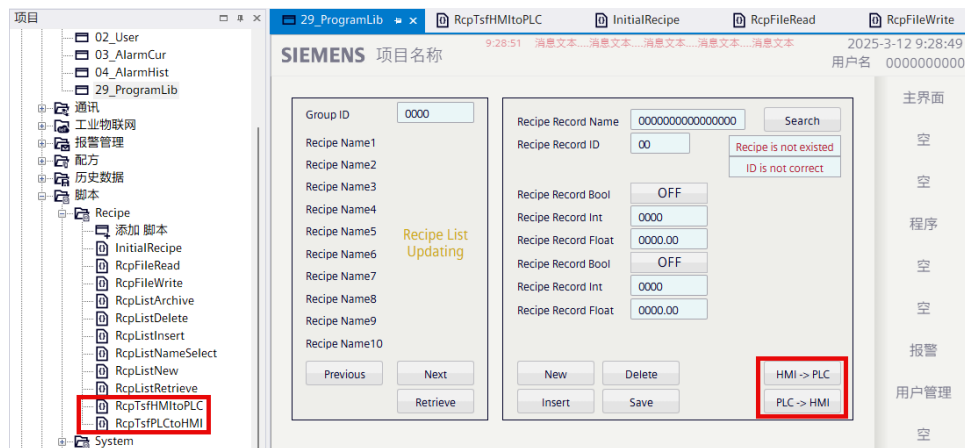 项目
02_User
03_AlarmCur
04_AlarmHist
29_ProgramLib
通讯
工业物联网
报警管理
配方
历史数据
脚本
Recipe
添加 脚本
InitialRecipe
RcpFileRead
RcpFileWrite
RcpListArchive
RcpListDelete
RcpListInsert
RcpListNameSelect
RcpListNew
RcpListRetrieve
RcpTsfHMItoPLC
RcpTsfPLCtoHMI
System
29_ProgramLib RcpTsfHMItoPLC InitialRecipe RcpFileRead RcpFileWrite
SIEMENS 项目名称
9:28:51 消息文本....消息文本....消息文本....消息文本....消息文本
2025-3-12 9:28:49
用户名 0000000000
Group ID 0000
Recipe Name1
Recipe Name2
Recipe Name3
Recipe Name4
Recipe Name5
Recipe Name6
Recipe Name7
Recipe Name8
Recipe Name9
Recipe Name10
Recipe List
Updating
Previous Next
Retrieve
Recipe Record Name 0000000000000000 Search
Recipe Record ID 00 Recipe is not existed
ID is not correct
Recipe Record Bool OFF
Recipe Record Int 0000
Recipe Record Float 0000.00
Recipe Record Bool OFF
Recipe Record Int 0000
Recipe Record Float 0000.00
New Delete HMI -> PLC
Insert Save PLC -> HMI
主界面
空
空
程序
空
空
报警
用户管理
空